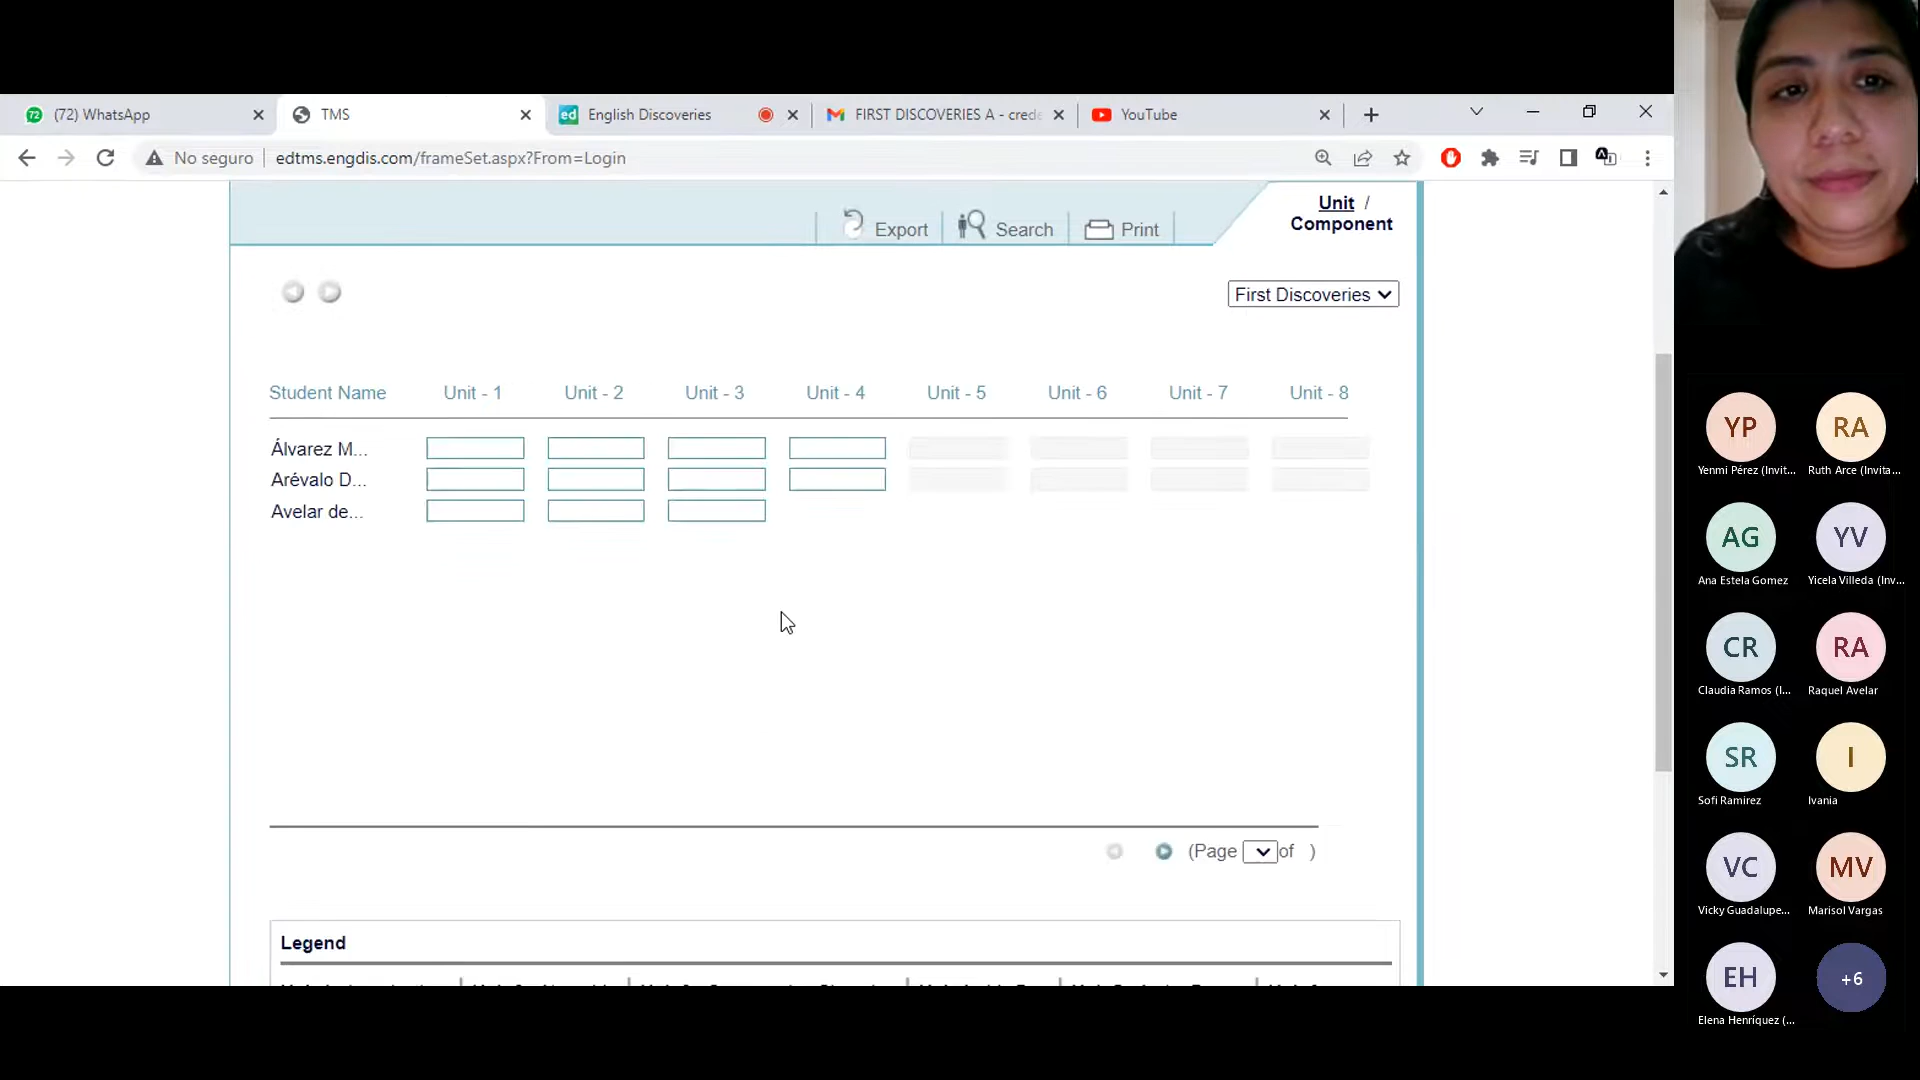 (72) WhatsApp
TMS
English Discoveries
FIRST DISCOVERIES A - crede
YouTube
No seguro
edtms.engdis.com/frameSet.aspx?From=Login
Export
Search
Print
Unit /
Component
First Discoveries
Student Name Unit - 1 Unit - 2 Unit - 3 Unit - 4 Unit - 5 Unit - 6 Unit - 7 Unit - 8
Álvarez M...
Arévalo D...
Avelar de...
(Page of )
Legend
YP
Yenmi Pérez (Invit...
RA
Ruth Arce (Invita...
AG
Ana Estela Gomez
YV
Yicela Villeda (Inv...
CR
Claudia Ramos (I...
RA
Raquel Avelar
SR
Sofi Ramirez
I
Ivania
VC
Vicky Guadalupe...
MV
Marisol Vargas
EH
Elena Henríquez (...
+6